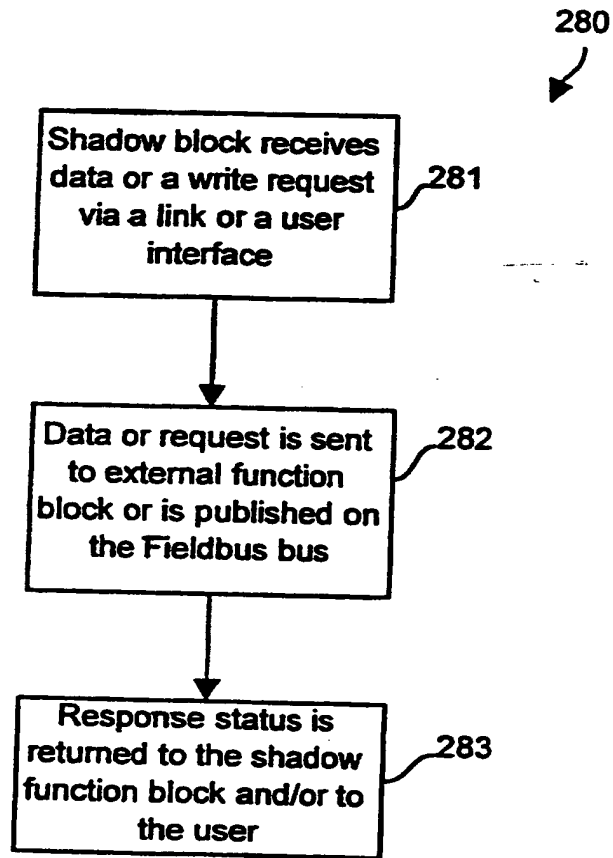 280
Shadow block receives
data or a write request
via a link or a user
interface
281
Data or request is sent
to external function
block or is published on
the Fieldbus bus
282
Response status is
returned to the shadow
function block and/or to
the user
283